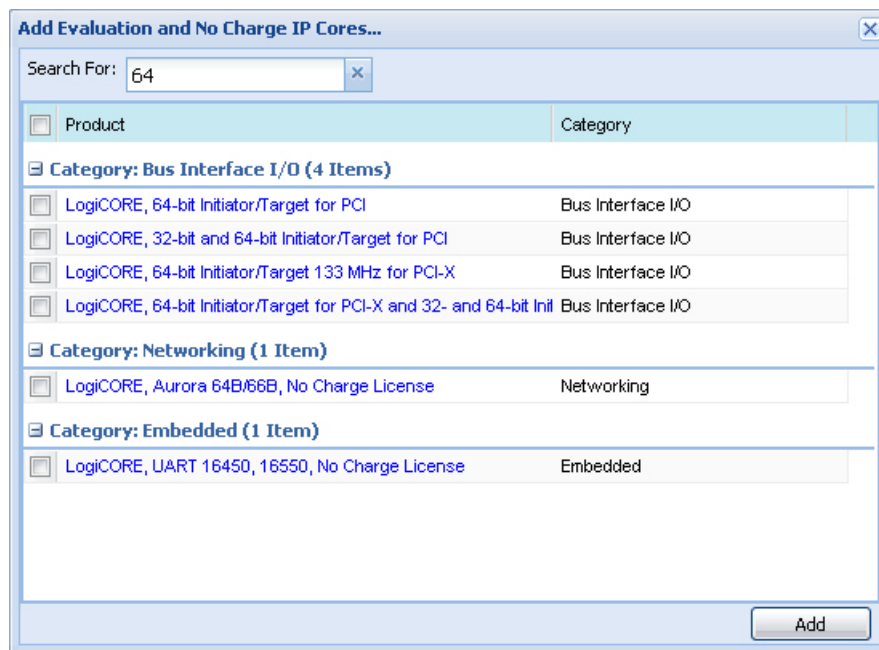 Add Evaluation and No Charge IP Cores...
Search For: 64
Product Category
Category: Bus Interface I/O (4 Items)
LogiCORE, 64-bit Initiator/Target for PCI Bus Interface I/O
LogiCORE, 32-bit and 64-bit Initiator/Target for PCI Bus Interface I/O
LogiCORE, 64-bit Initiator/Target 133 MHz for PCI-X Bus Interface I/O
LogiCORE, 64-bit Initiator/Target for PCI-X and 32- and 64-bit Init Bus Interface I/O
Category: Networking (1 Item)
LogiCORE, Aurora 64B/66B, No Charge License Networking
Category: Embedded (1 Item)
LogiCORE, UART 16450, 16550, No Charge License Embedded
Add